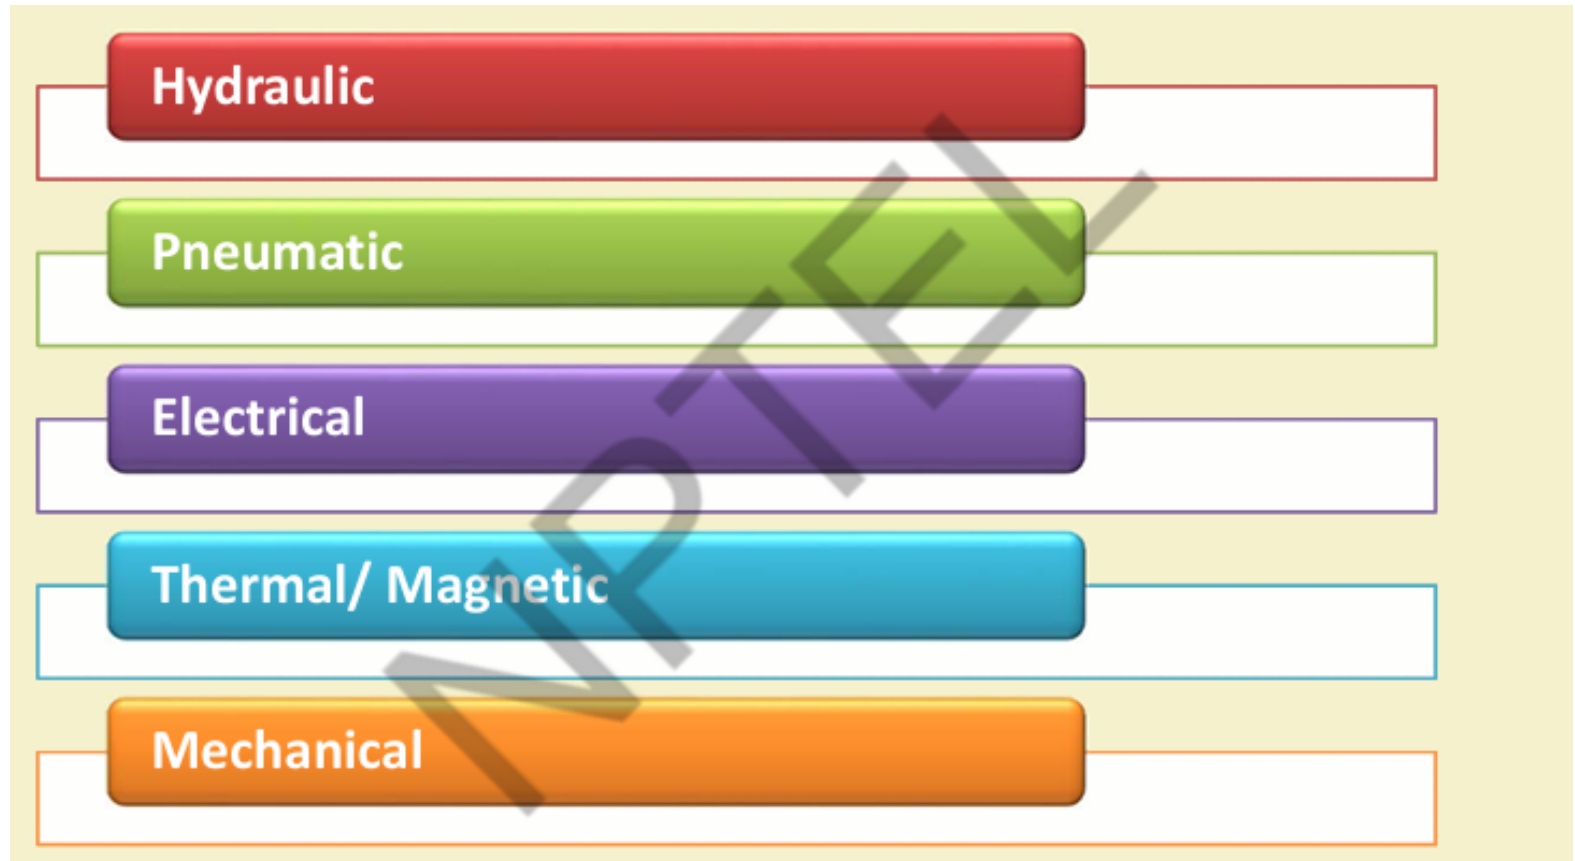 Hydraulic
Pneumatic
Electrical
Thermal/ Magnetic
Mechanical
NPTEL